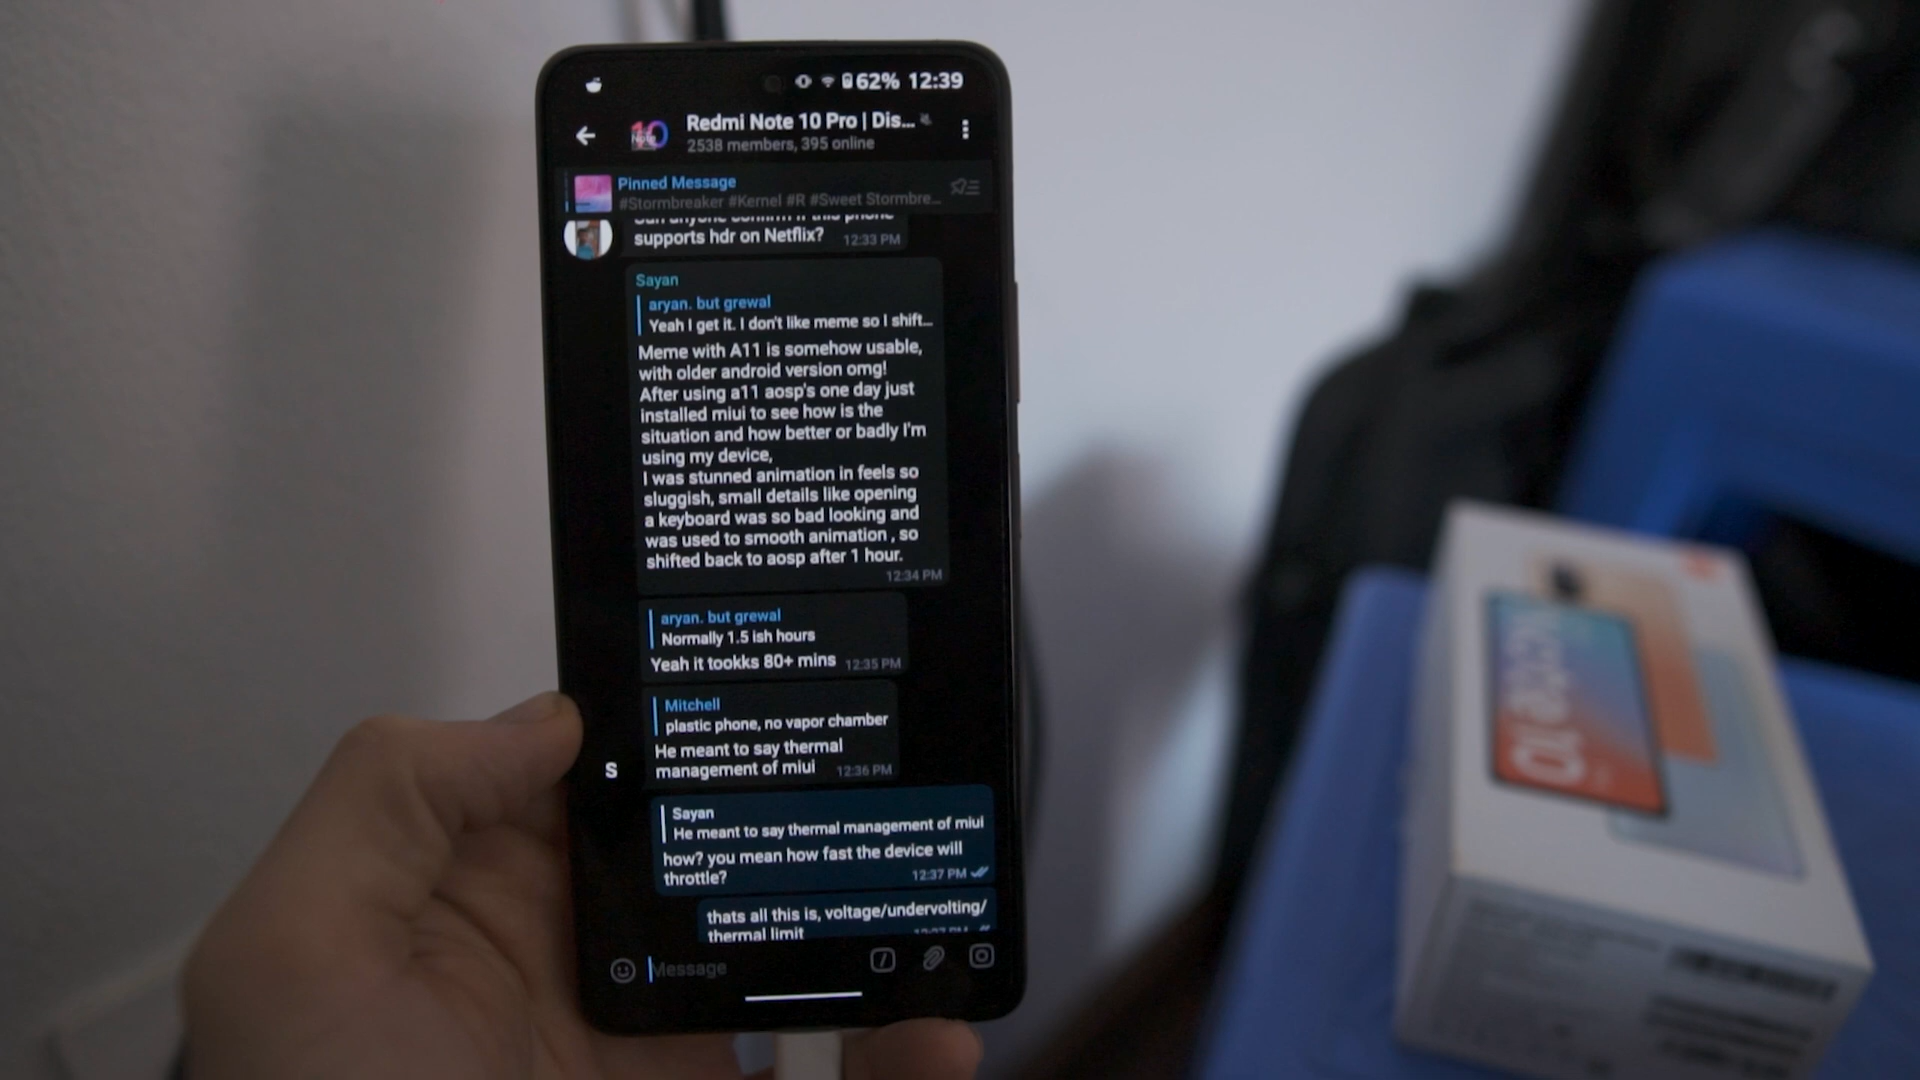 62% 12:39
Redmi Note 10 Pro | Dis...
2538 members, 395 online
Pinned Message
#Stormbreaker #Kernel #R #Sweet Stormbre...
supports hdr on Netflix? 12:33 PM
Sayan
aryan. but grewal
Yeah I get it. I don't like meme so I shift...
Meme with A11 is somehow usable,
with older android version omg!
After using a11 aosp's one day just
installed miui to see how is the
situation and how better or badly I'm
using my device,
I was stunned animation in feels so
sluggish, small details like opening
a keyboard was so bad looking and
was used to smooth animation , so
shifted back to aosp after 1 hour.
12:34 PM
aryan. but grewal
Normally 1.5 ish hours
Yeah it tookks 80+ mins 12:35 PM
Mitchell
plastic phone, no vapor chamber
He meant to say thermal
management of miui 12:36 PM
S
Sayan
He meant to say thermal management of miui
how? you mean how fast the device will
throttle? 12:37 PM
thats all this is, voltage/undervolting/
thermal limit
Message